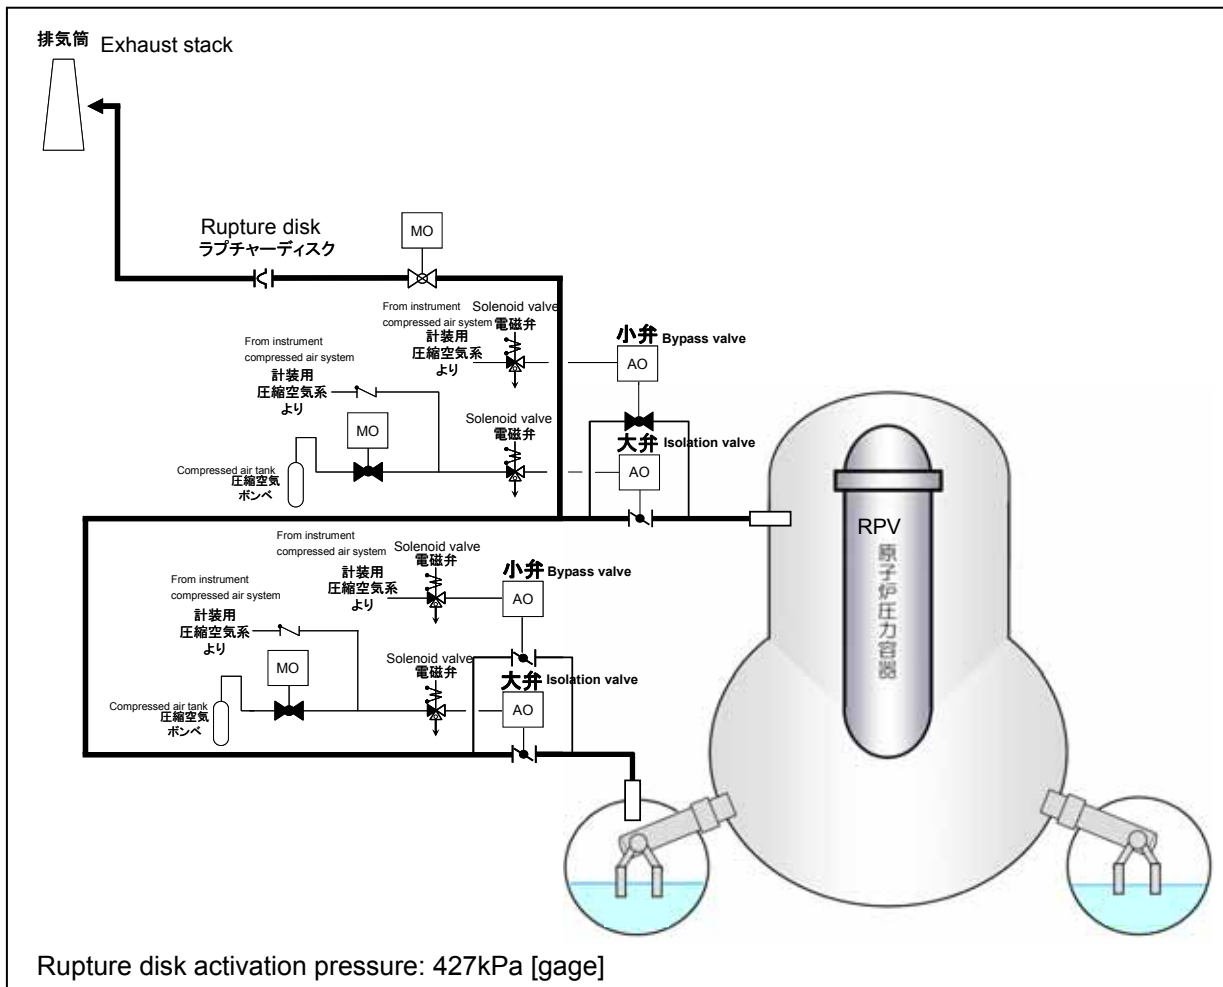 排気筒 Exhaust stack
Rupture disk
ラプチャーディスク
MO
From instrument
compressed air system
計装用
圧縮空気系
より
Solenoid valve
電磁弁
小弁 Bypass valve
AO
From instrument
compressed air system
計装用
圧縮空気系
より
MO
Compressed air tank
圧縮空気
ボンベ
Solenoid valve
電磁弁
大弁 Isolation valve
AO
RPV
原子炉圧力容器
From instrument
compressed air system
計装用
圧縮空気系
より
Solenoid valve
電磁弁
小弁 Bypass valve
AO
From instrument
compressed air system
計装用
圧縮空気系
より
MO
Compressed air tank
圧縮空気
ボンベ
Solenoid valve
電磁弁
大弁 Isolation valve
AO
Rupture disk activation pressure: 427kPa [gage]